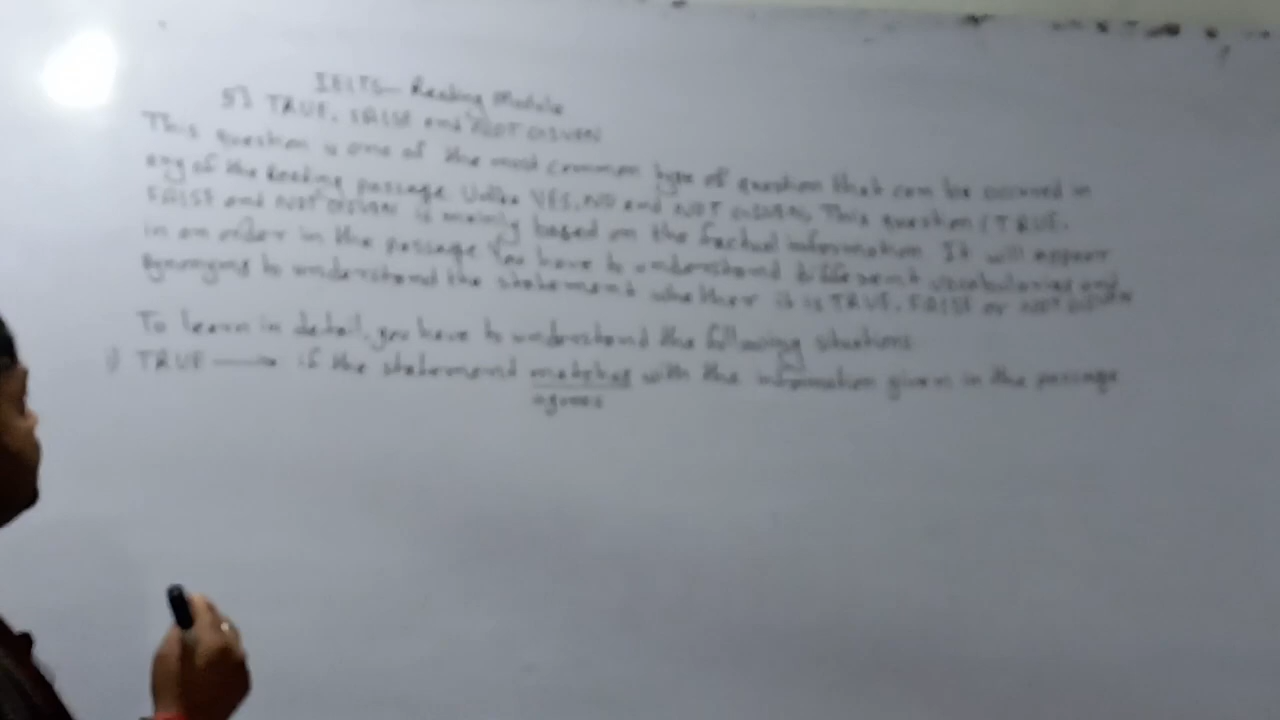 IELTS - Reading Module
5) TRUE, FALSE and NOT GIVEN
This question is one of the most common type of question that can be occured in
any of the Reading passage. Unlike YES, NO and NOT GIVEN, This question (TRUE,
FALSE and NOT GIVEN is mainly based on the factual information. It will appear
in an order in the passage You have to understand different vocabularies and
Synonyms to understand the statement whether it is TRUE, FALSE or NOT GIVEN
To learn in detail, you have to understand the following situations
i) TRUE → if the statement matches with the information given in the passage
agrees